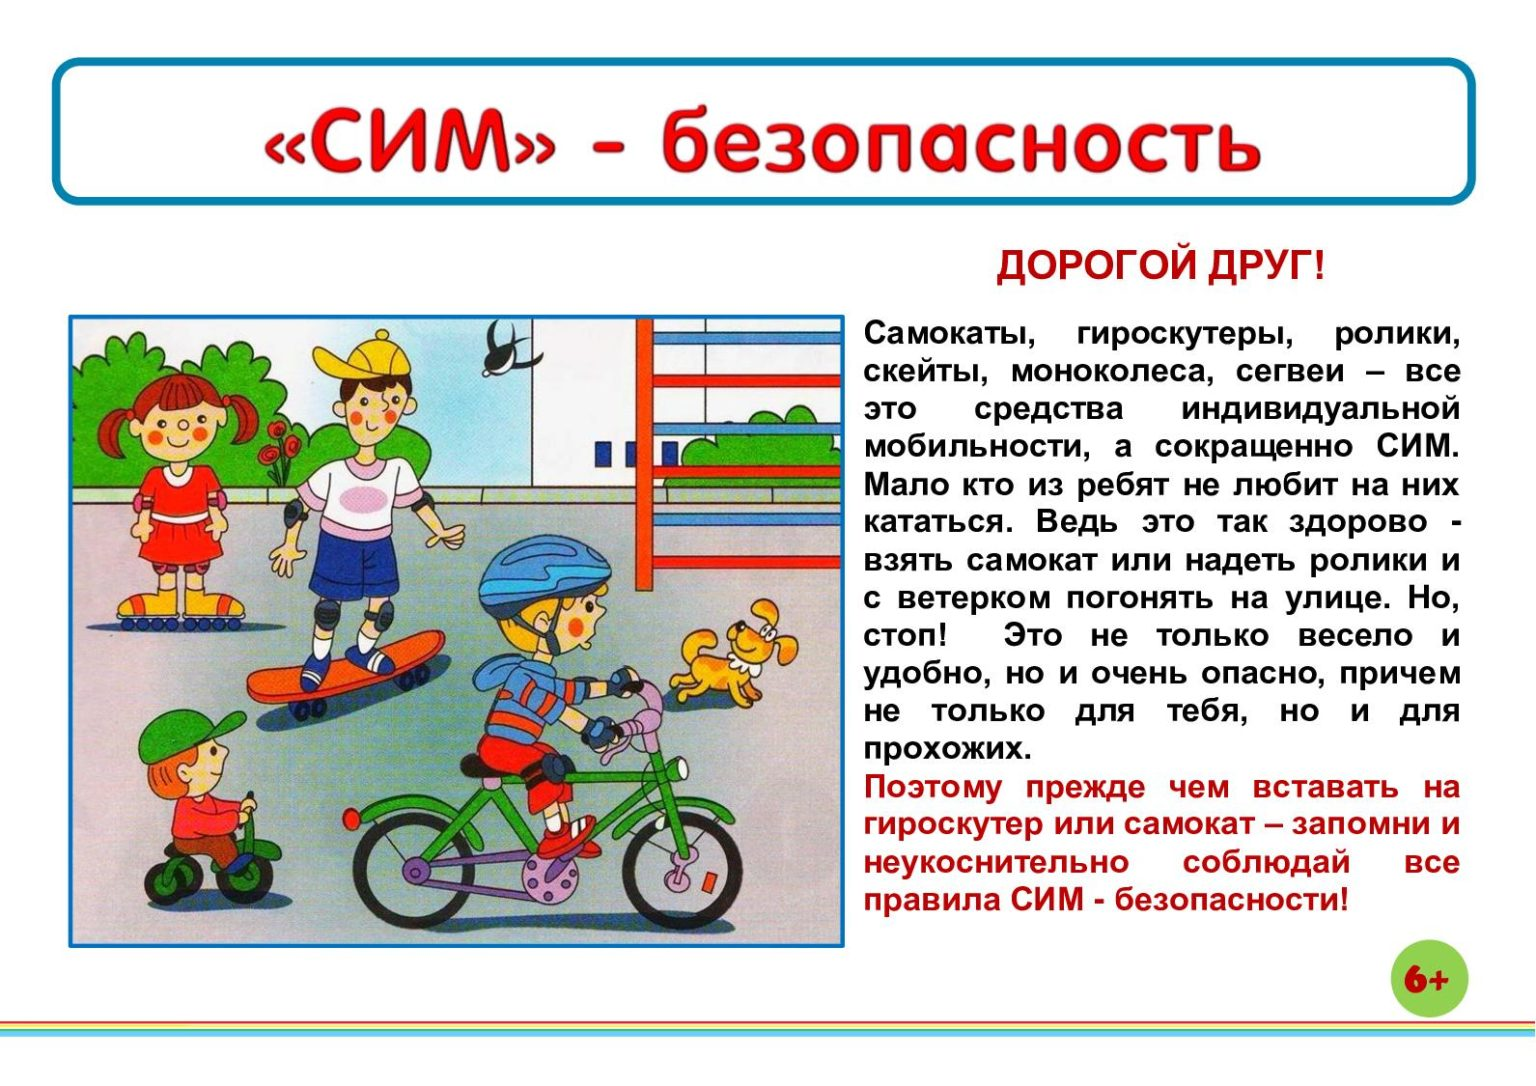 «СИМ» - безопасность
ДОРОГОЙ ДРУГ!
Самокаты, гироскутеры, ролики,
скейты, моноколеса, сегвеи – все
это средства индивидуальной
мобильности, а сокращенно СИМ.
Мало кто из ребят не любит на них
кататься. Ведь это так здорово -
взять самокат или надеть ролики и
с ветерком погонять на улице. Но,
стоп! Это не только весело и
удобно, но и очень опасно, причем
не только для тебя, но и для
прохожих.
Поэтому прежде чем вставать на
гироскутер или самокат – запомни и
неукоснительно соблюдай все
правила СИМ - безопасности!
6+